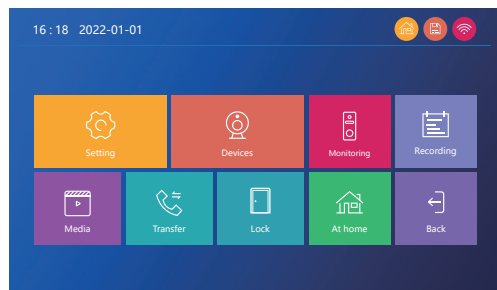 16 : 18 2022-01-01
Setting Devices Monitoring Recording
Media Transfer Lock At home Back